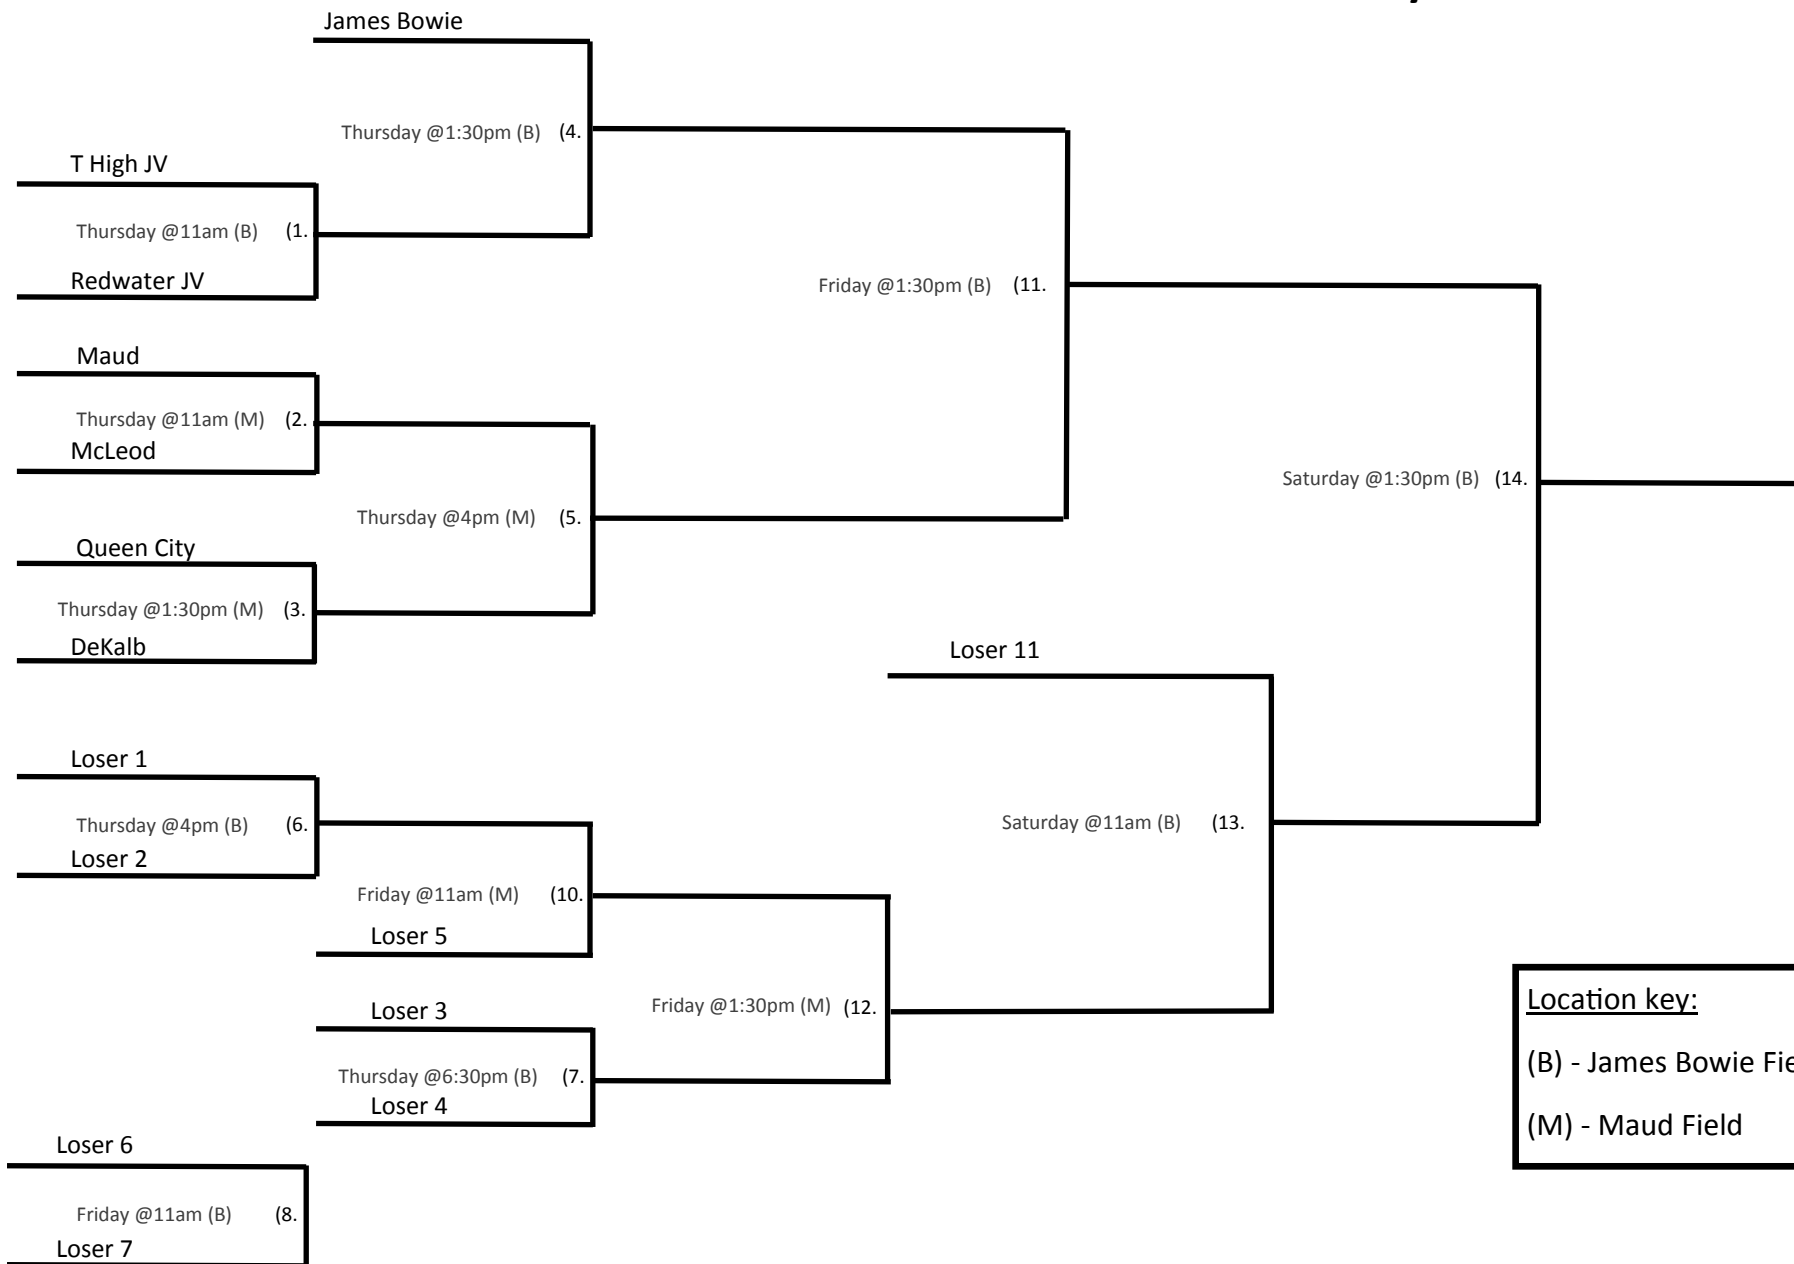 James Bowie
Thursday @1:30pm (B) (4.
T High JV
Thursday @11am (B) (1.
Redwater JV
Friday @1:30pm (B) (11.
Maud
Thursday @11am (M) (2.
McLeod
Saturday @1:30pm (B) (14.
Thursday @4pm (M) (5.
Queen City
Thursday @1:30pm (M) (3.
DeKalb
Loser 11
Loser 1
Thursday @4pm (B) (6.
Loser 2
Saturday @11am (B) (13.
Friday @11am (M) (10.
Loser 5
Loser 3
Friday @1:30pm (M) (12.
Thursday @6:30pm (B) (7.
Loser 4
Location key:
(B) - James Bowie Fie
(M) - Maud Field
Loser 6
Friday @11am (B) (8.
Loser 7